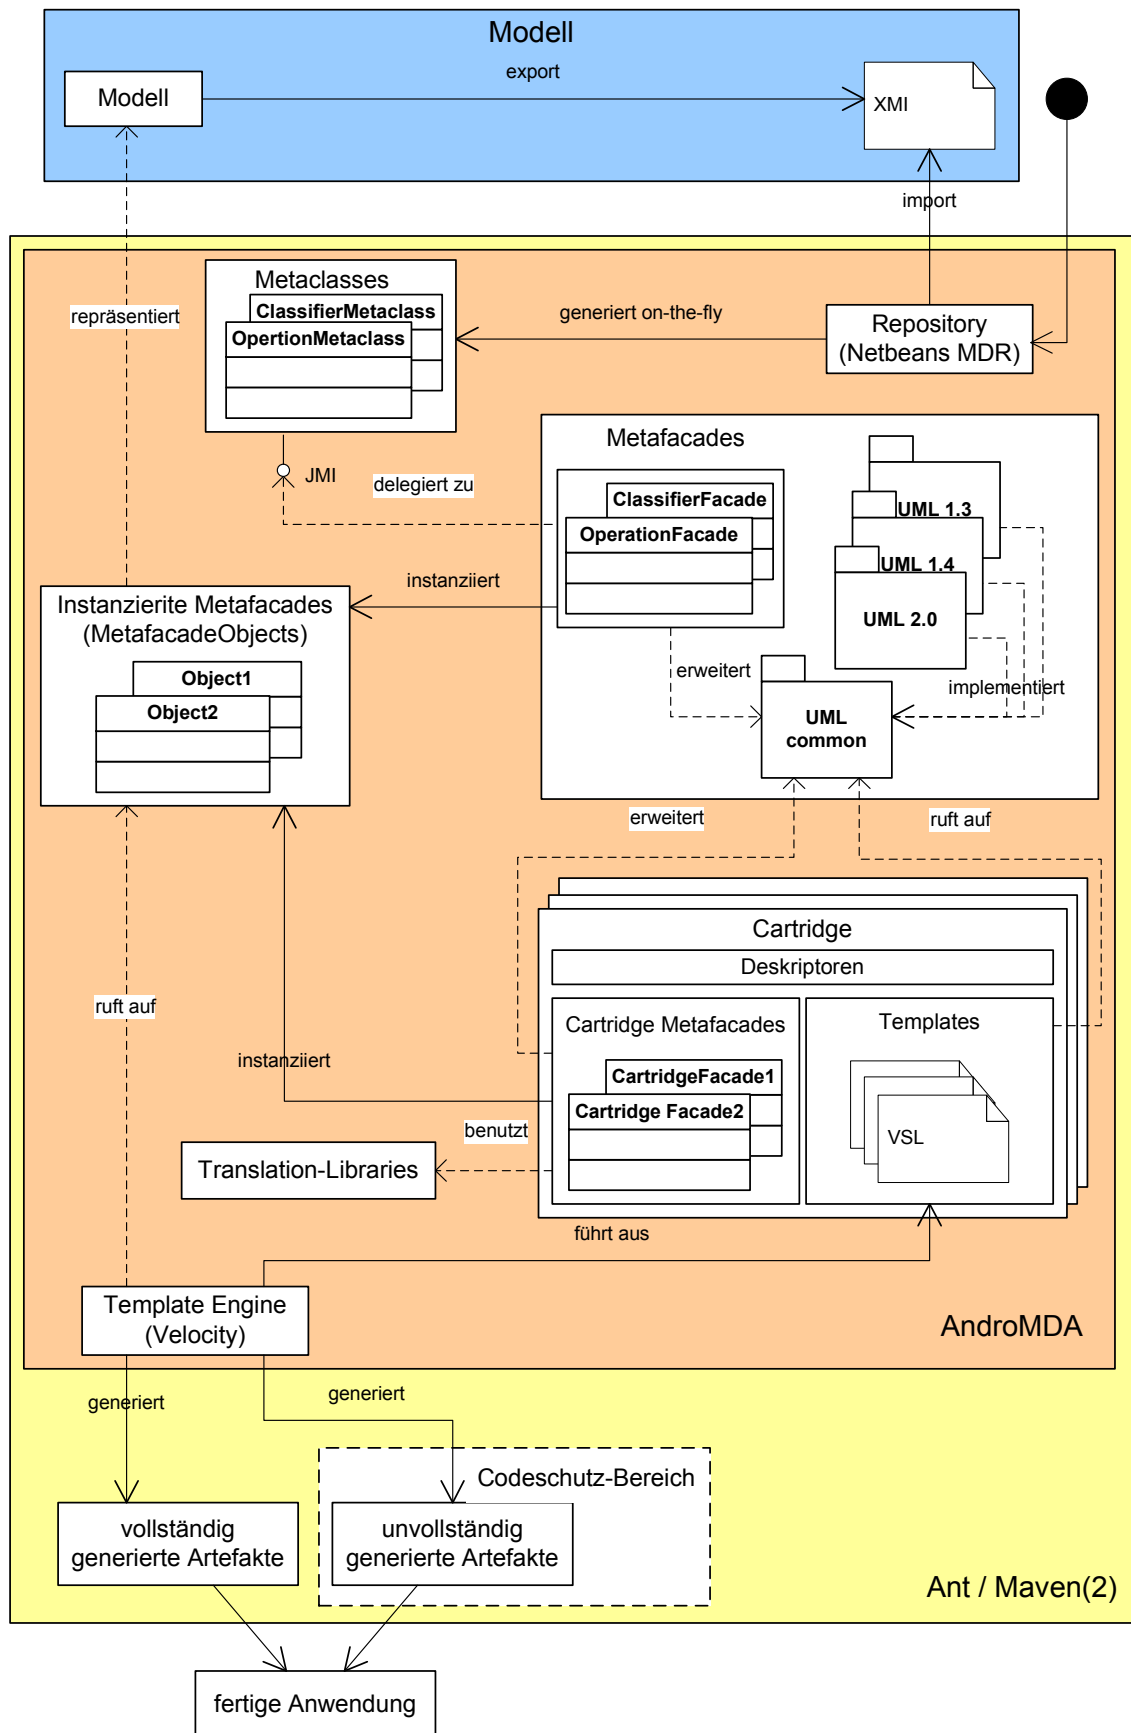 Modell
export
Modell
XMI
import
Metaclasses
ClassifierMetaclass
OpertionMetaclass
repräsentiert
generiert on-the-fly
Repository
(Netbeans MDR)
Metafacades
JMI
delegiert zu
ClassifierFacade
OperationFacade
UML 1.3
UML 1.4
UML 2.0
instanziiert
Instanzierite Metafacades
(MetafacadeObjects)
Object1
Object2
erweitert
implementiert
UML
common
erweitert
ruft auf
Cartridge
Deskriptoren
ruft auf
Cartridge Metafacades
Templates
instanziiert
CartridgeFacade1
Cartridge Facade2
benutzt
VSL
Translation-Libraries
führt aus
Template Engine
(Velocity)
AndroMDA
generiert
generiert
Codeschutz-Bereich
vollständig
generierte Artefakte
unvollständig
generierte Artefakte
Ant / Maven(2)
fertige Anwendung